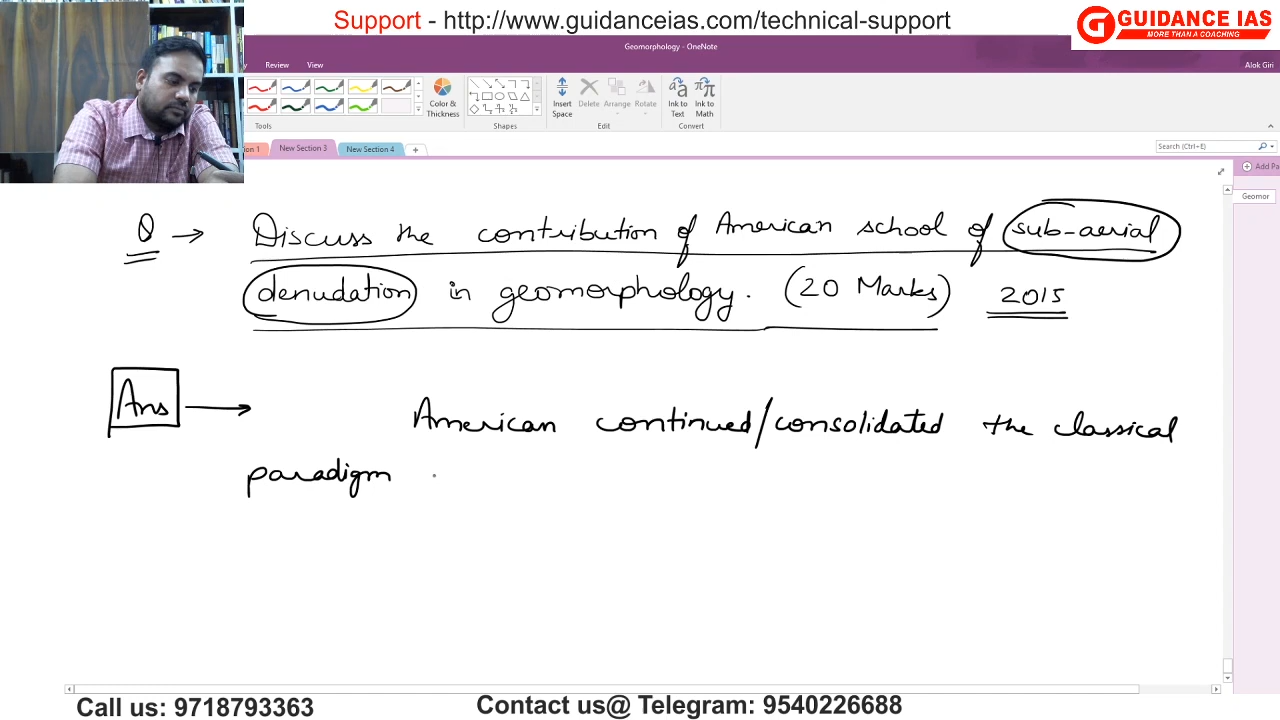 Support - http://www.guidanceias.com/technical-support
GUIDANCE IAS
MORE THAN A COACHING
Geomorphology - OneNote
Review View
Alok Giri
Color & Thickness
Insert Space
Delete
Arrange
Rotate
Ink to Text
Ink to Math
Tools
Shapes
Edit
Convert
New Section 3
New Section 4
Search (Ctrl+E)
Add Pa
Geomor
Q → Discuss the contribution of American school of sub-aerial
denudation in geomorphology. (20 Marks) 2015
Ans → American continued/consolidated the classical
paradigm
Call us: 9718793363
Contact us@ Telegram: 9540226688